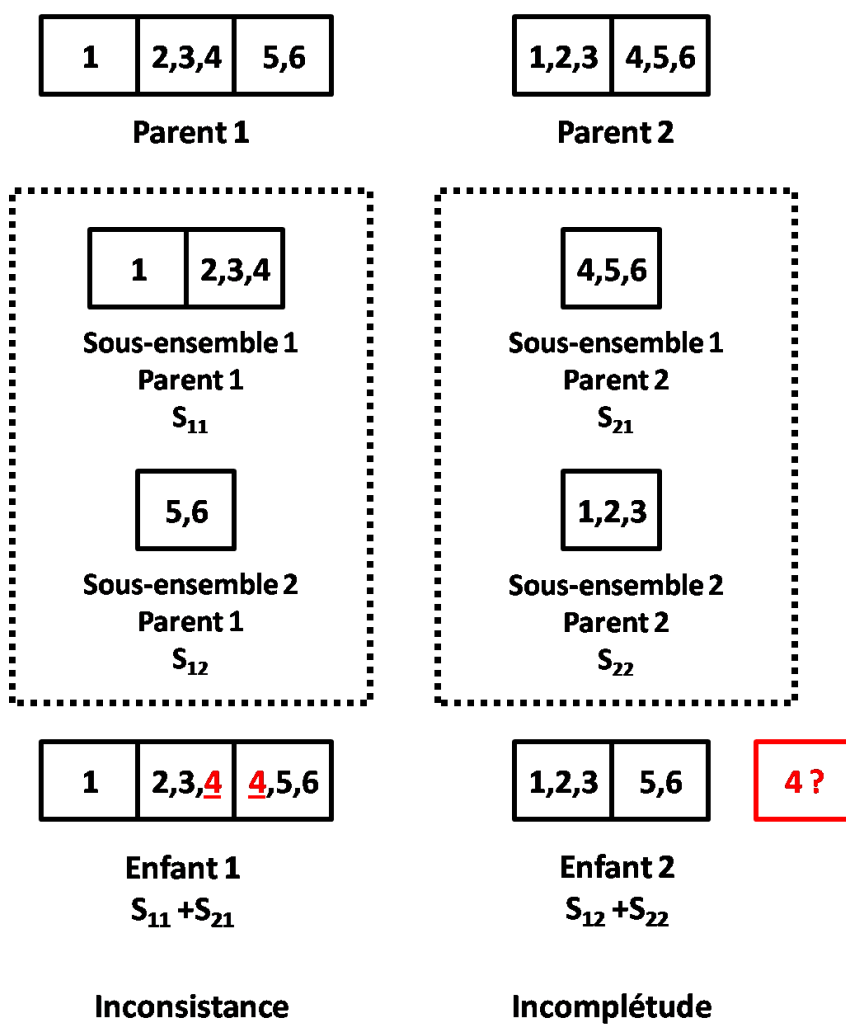 1 2,3,4 5,6
1,2,3 4,5,6
Parent 1
Parent 2
1 2,3,4
Sous-ensemble 1
Parent 1
S₁₁
5,6
Sous-ensemble 2
Parent 1
S₁₂
4,5,6
Sous-ensemble 1
Parent 2
S₂₁
1,2,3
Sous-ensemble 2
Parent 2
S₂₂
1 2,3,4 4,5,6
Enfant 1
S₁₁ +S₂₁
1,2,3 5,6
4 ?
Enfant 2
S₁₂ +S₂₂
Inconsistance
Incomplétude